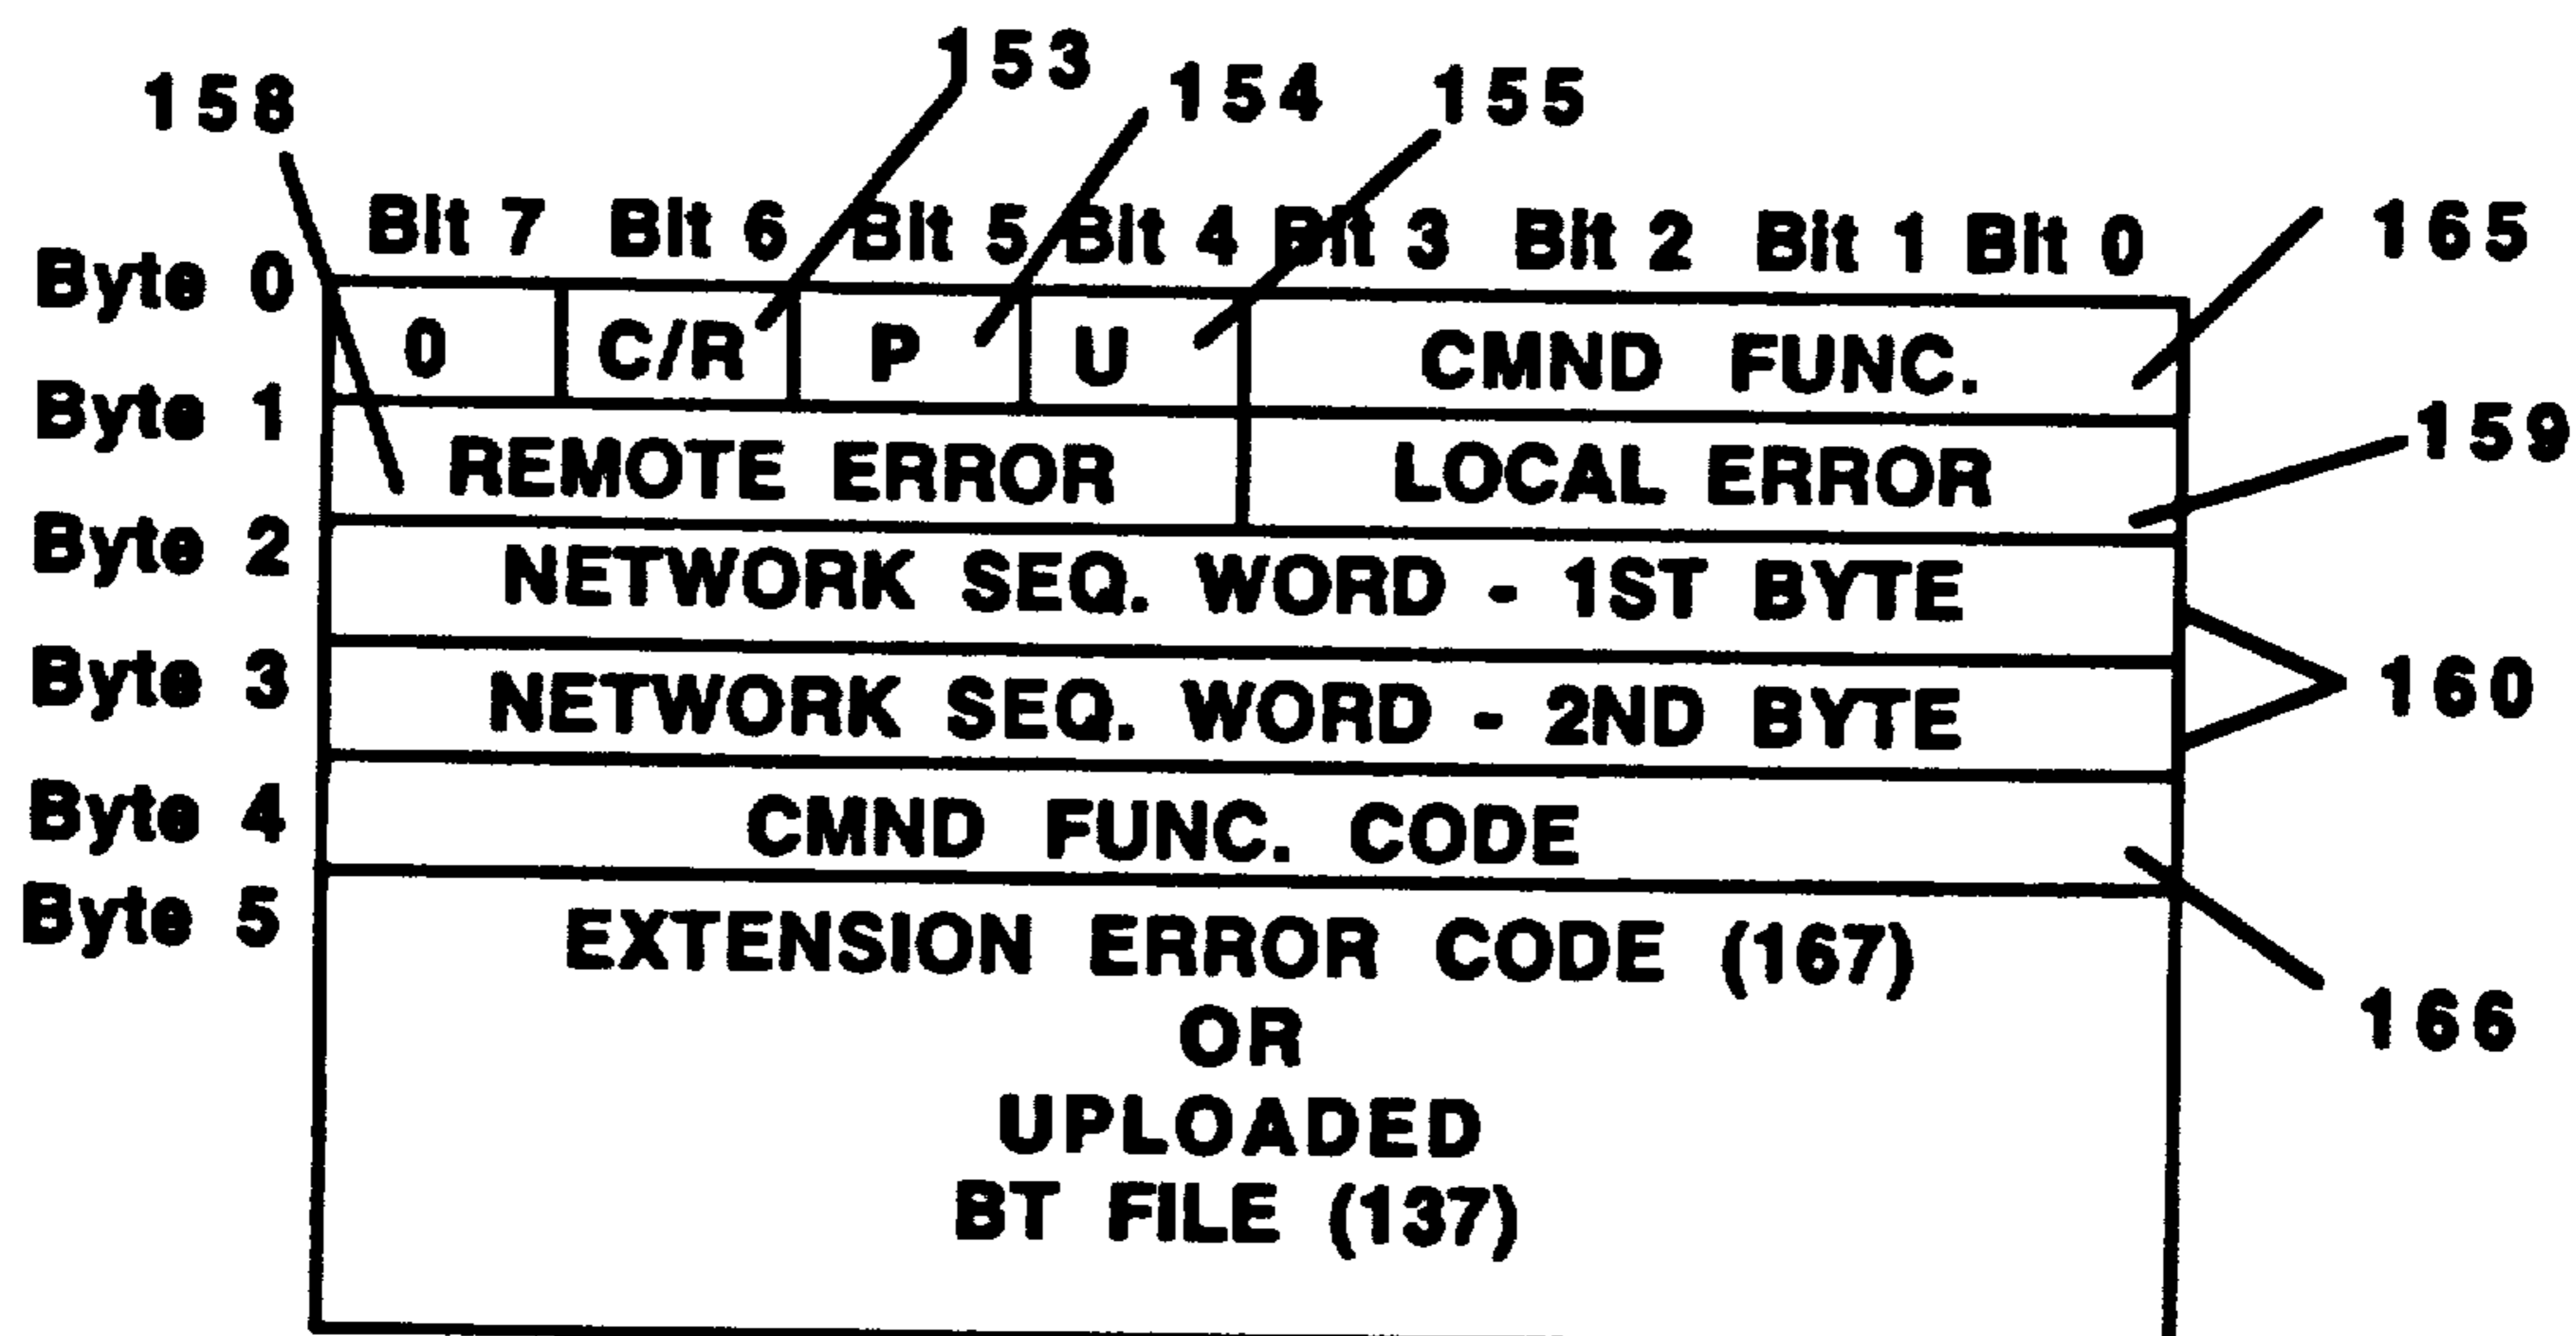 153
158 154 155
Bit 7 Bit 6 Bit 5 Bit 4 Bit 3 Bit 2 Bit 1 Bit 0 165
Byte 0
0 C/R P U CMND FUNC.
Byte 1 159
REMOTE ERROR LOCAL ERROR
Byte 2
NETWORK SEQ. WORD - 1ST BYTE
Byte 3 160
NETWORK SEQ. WORD - 2ND BYTE
Byte 4 CMND FUNC. CODE
Byte 5 EXTENSION ERROR CODE (167)
OR 166
UPLOADED
BT FILE (137)